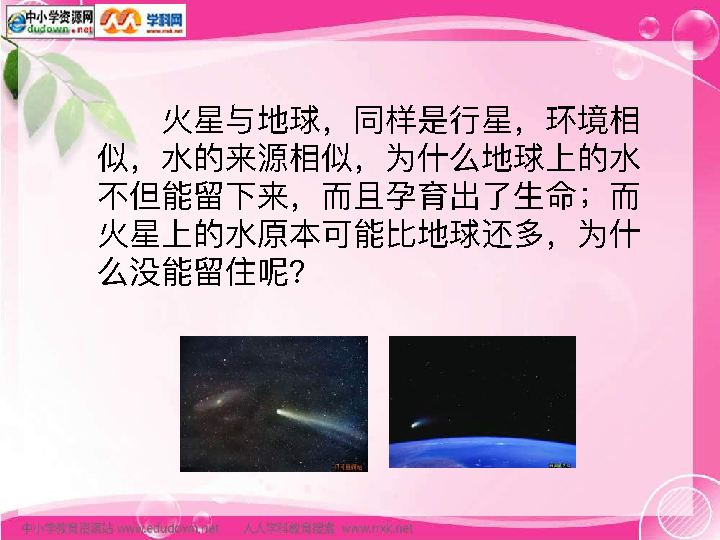 中小学资源网
dudown.net
学科网
火星与地球，同样是行星，环境相
似，水的来源相似，为什么地球上的水
不但能留下来，而且孕育出了生命；而
火星上的水原本可能比地球还多，为什
么没能留住呢？
中小学教育资源站 www.edudown.net 人人学科教育搜索 www.rrxk.net